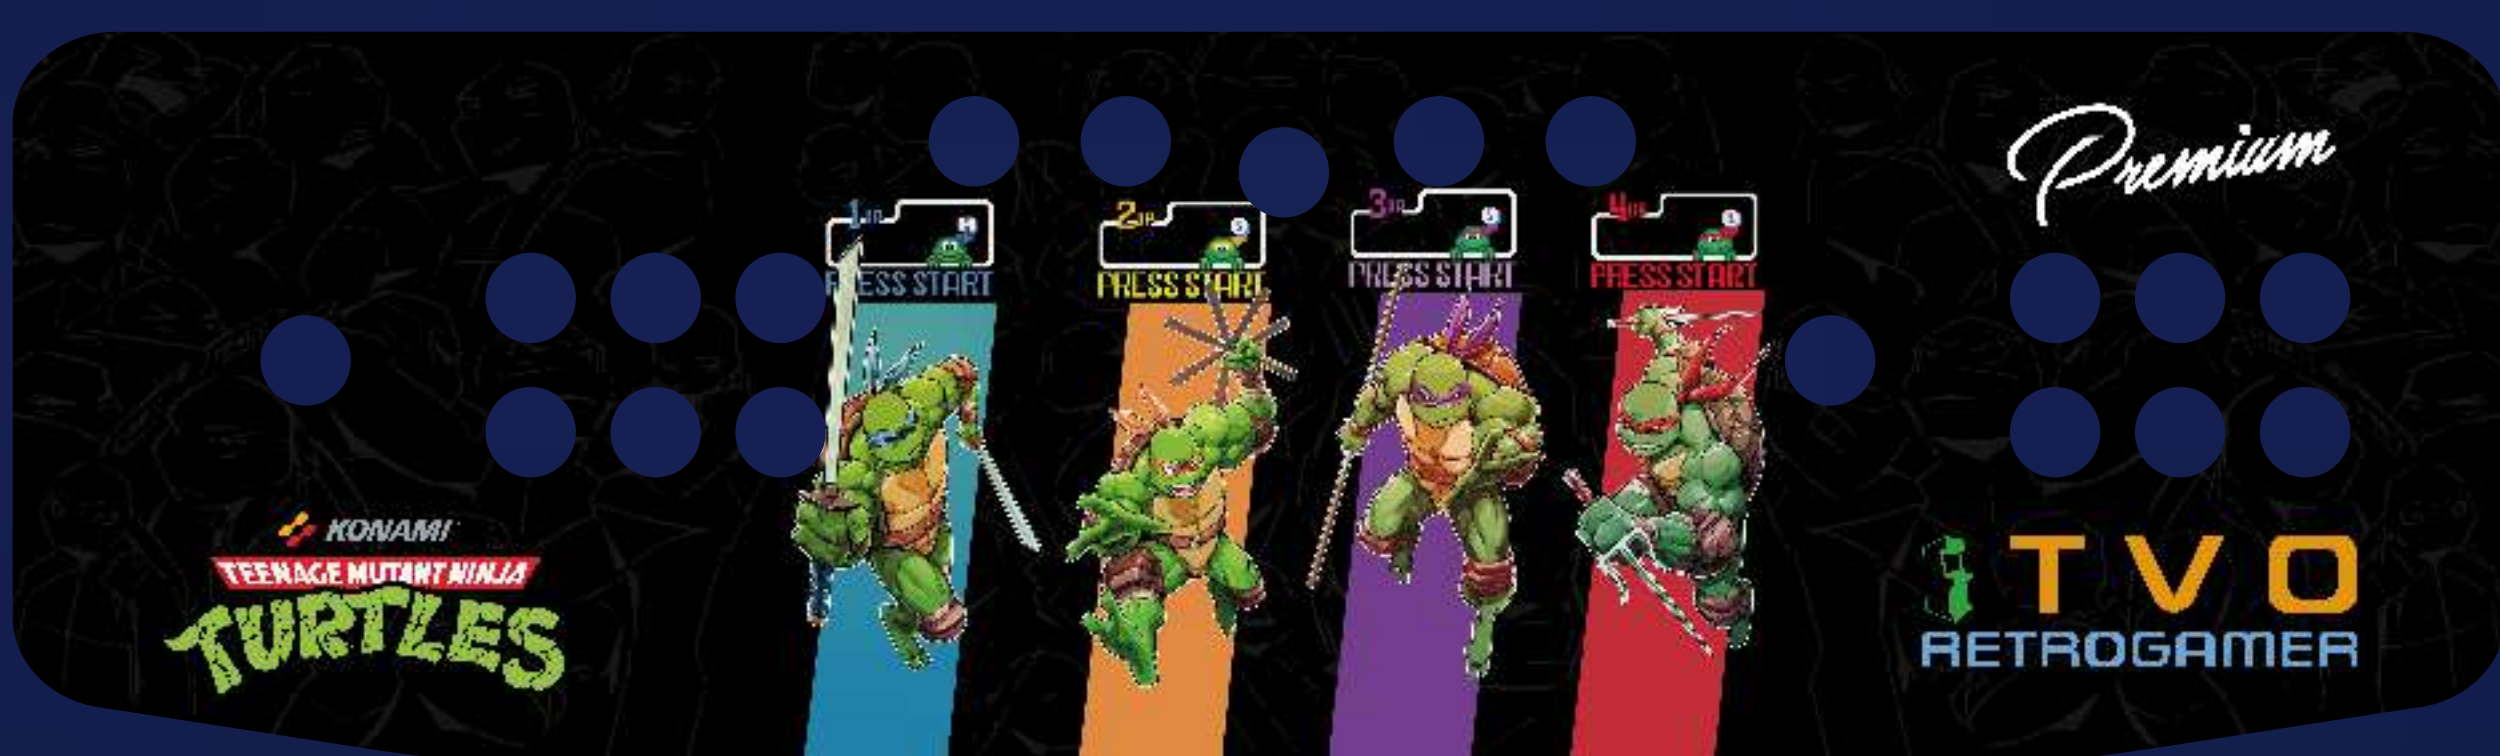 Premium
1UP
2UP
3UP
4UP
PRESS START
PRESS START
PRESS START
PRESS START
KONAMI
TEENAGE MUTANT NINJA
TURTLES
TVO
RETROGAMER